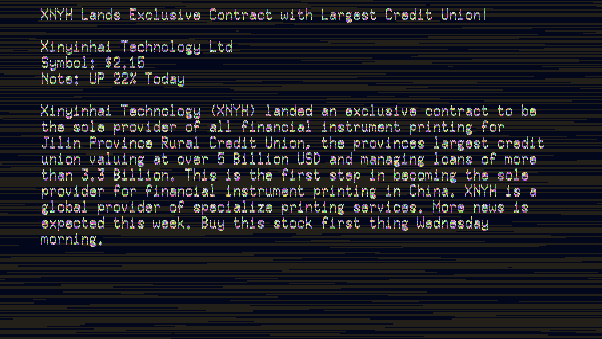 XNYH Lands Exclusive Contract with Largest Credit Union!
Xinyinhai Technology Ltd
Symbol: $2.15
Note: UP 22% Today
Xinyinhai Technology (XNYH) landed an exclusive contract to be
the sole provider of all financial instrument printing for
Jilin Province Rural Credit Union, the provinces largest credit
union valuing at over 5 Billion USD and managing loans of more
than 3.3 Billion. This is the first step in becoming the sole
provider for financial instrument printing in China. XNYH is a
global provider of specialize printing services. More news is
expected this week. Buy this stock first thing Wednesday
morning.